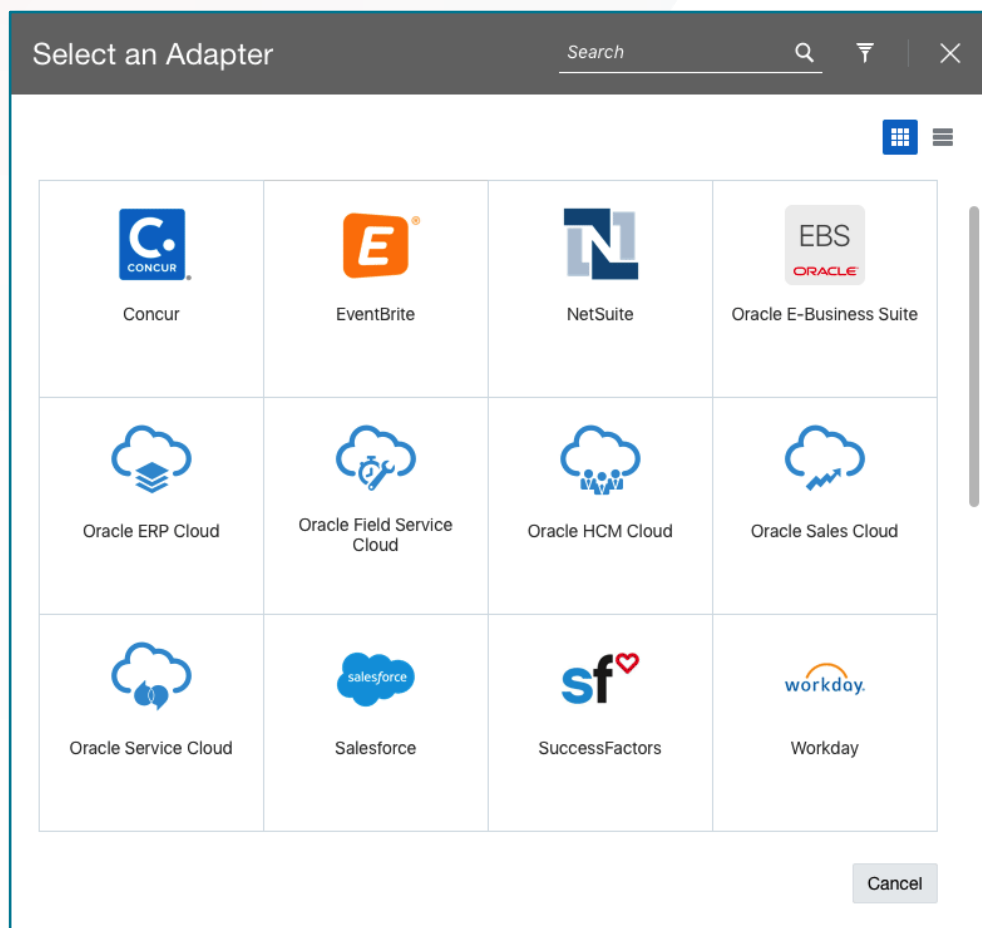 Select an Adapter
Search
C.
CONCUR
E
N
EBS
ORACLE
Concur
EventBrite
NetSuite
Oracle E-Business Suite
Oracle ERP Cloud
Oracle Field Service
Cloud
Oracle HCM Cloud
Oracle Sales Cloud
salesforce
sf
workday.
Oracle Service Cloud
Salesforce
SuccessFactors
Workday
Cancel